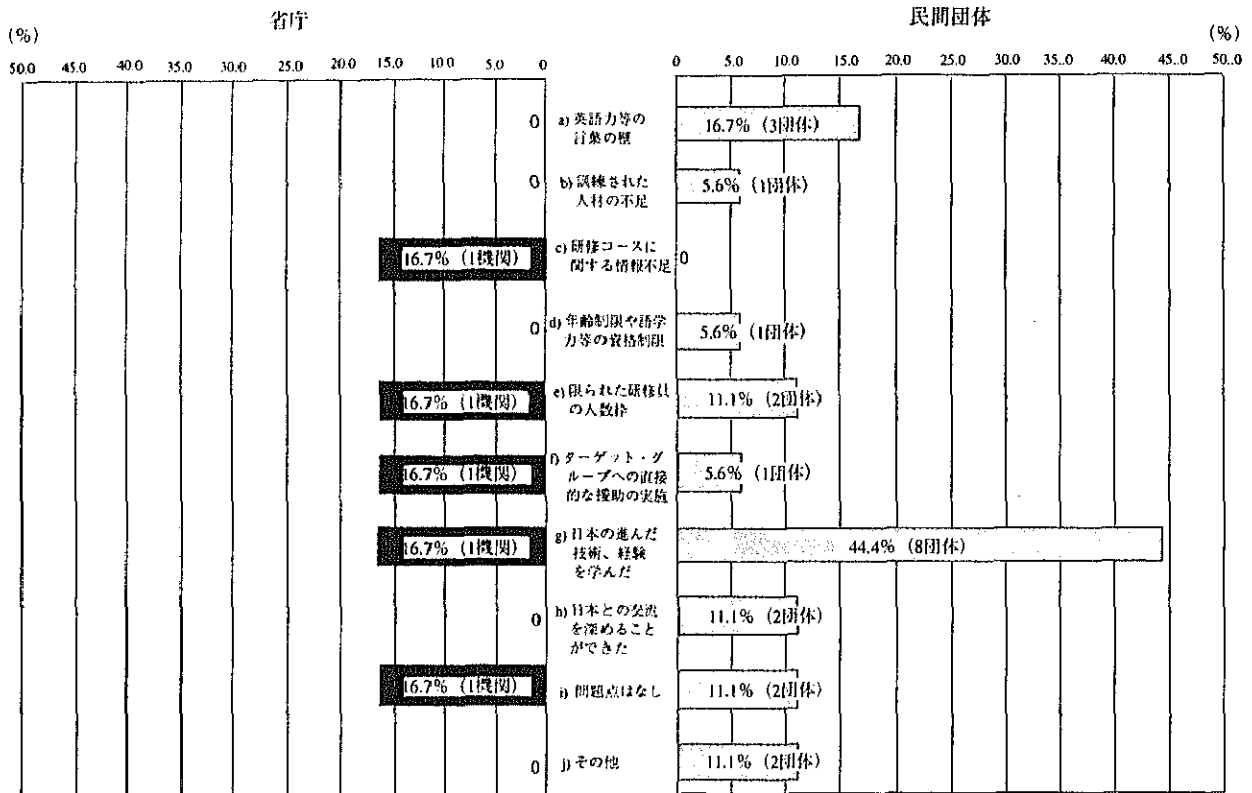 省庁
民間団体
(%)
(%)
50.0 45.0 40.0 35.0 30.0 25.0 20.0 15.0 10.0 5.0 0
0 5.0 10.0 15.0 20.0 25.0 30.0 35.0 40.0 45.0 50.0
0
a) 英語力等の
言葉の壁
16.7% (3団体)
0
b) 訓練された
人材の不足
5.6% (1団体)
16.7% (1機関)
c) 研修コースに
関する情報不足
0
0
d) 年齢制限や語学
力等の資格制限
5.6% (1団体)
16.7% (1機関)
e) 限られた研修員
の人数枠
11.1% (2団体)
16.7% (1機関)
f) ターゲット・グ
ループへの直接
的な援助の実施
5.6% (1団体)
16.7% (1機関)
g) 日本の進んだ
技術、経験
を学んだ
44.4% (8団体)
0
h) 日本との交流
を深めること
ができた
11.1% (2団体)
16.7% (1機関)
i) 問題点はなし
11.1% (2団体)
0
j) その他
11.1% (2団体)